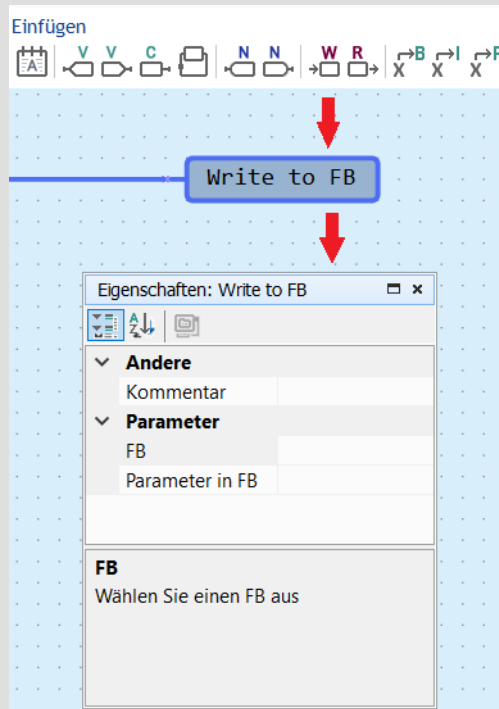 Einfügen
A V V C N N W R B I F
X X X
Write to FB
Eigenschaften: Write to FB
A Z
Andere
Kommentar
Parameter
FB
Parameter in FB
FB
Wählen Sie einen FB aus